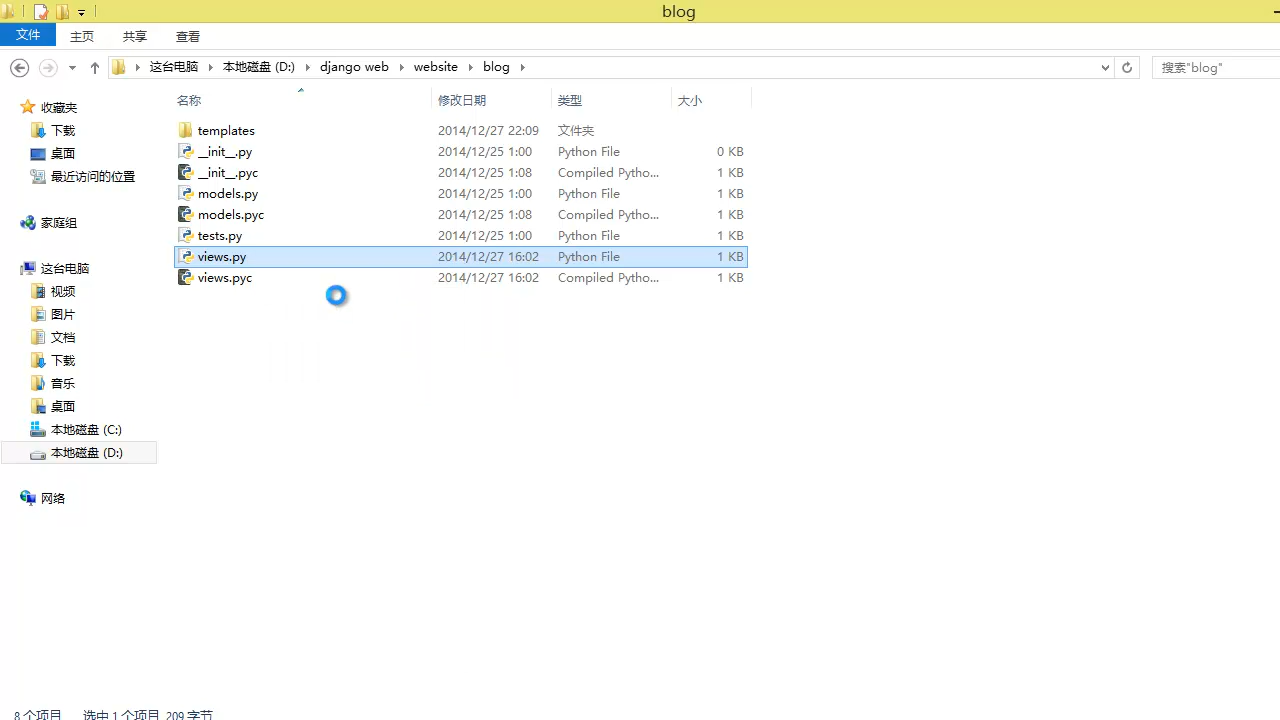 blog
文件 主页 共享 查看
这台电脑 本地磁盘 (D:) django web website blog 搜索"blog"
名称 修改日期 类型 大小
收藏夹
下载
桌面
最近访问的位置
家庭组
这台电脑
视频
图片
文档
下载
音乐
桌面
本地磁盘 (C:)
本地磁盘 (D:)
网络
templates 2014/12/27 22:09 文件夹
__init__.py 2014/12/25 1:00 Python File 0 KB
__init__.pyc 2014/12/25 1:08 Compiled Pytho... 1 KB
models.py 2014/12/25 1:00 Python File 1 KB
models.pyc 2014/12/25 1:08 Compiled Pytho... 1 KB
tests.py 2014/12/25 1:00 Python File 1 KB
views.py 2014/12/27 16:02 Python File 1 KB
views.pyc 2014/12/27 16:02 Compiled Pytho... 1 KB
8 个项目 选中 1 个项目 209 字节